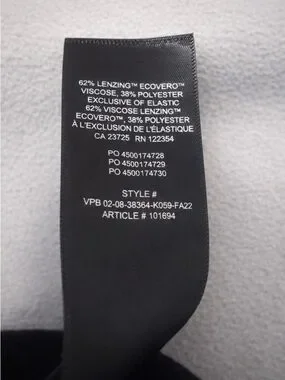 62% LENZING™ ECOVERO™
VISCOSE, 38% POLYESTER
EXCLUSIVE OF ELASTIC
62% VISCOSE LENZING™
ECOVERO™, 38% POLYESTER
À L'EXCLUSION DE L'ÉLASTIQUE
CA 23725 RN 122354
PO 4500174728
PO 4500174729
PO 4500174730
STYLE #
VPB 02-08-38364-K059-FA22
ARTICLE # 101694